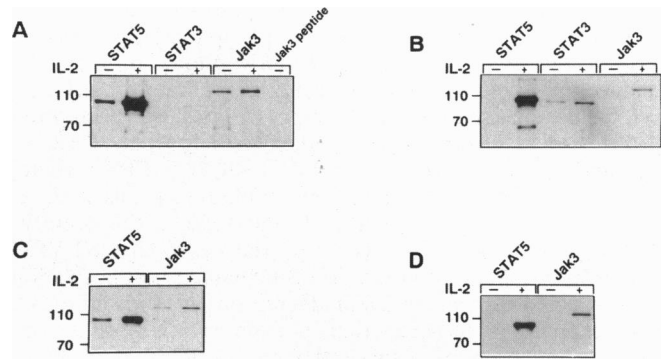 A
STAT5 STAT3 Jak3 Jak3 peptide
IL-2 − + − + − + −
110
70
B
STAT5 STAT3 Jak3
IL-2 − + − + − +
110
70
C
STAT5 Jak3
IL-2 − + − +
110
70
D
STAT5 Jak3
IL-2 − + − +
110
70